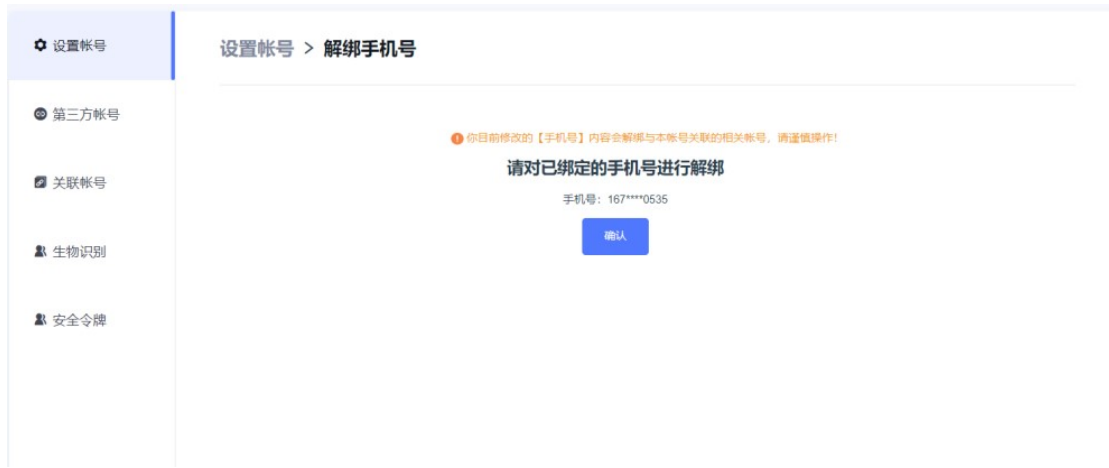 设置帐号
设置帐号 > 解绑手机号
第三方帐号
你目前修改的【手机号】内容会解绑与本帐号关联的相关帐号，请谨慎操作！
请对已绑定的手机号进行解绑
关联帐号
手机号：167****0535
确认
生物识别
安全令牌